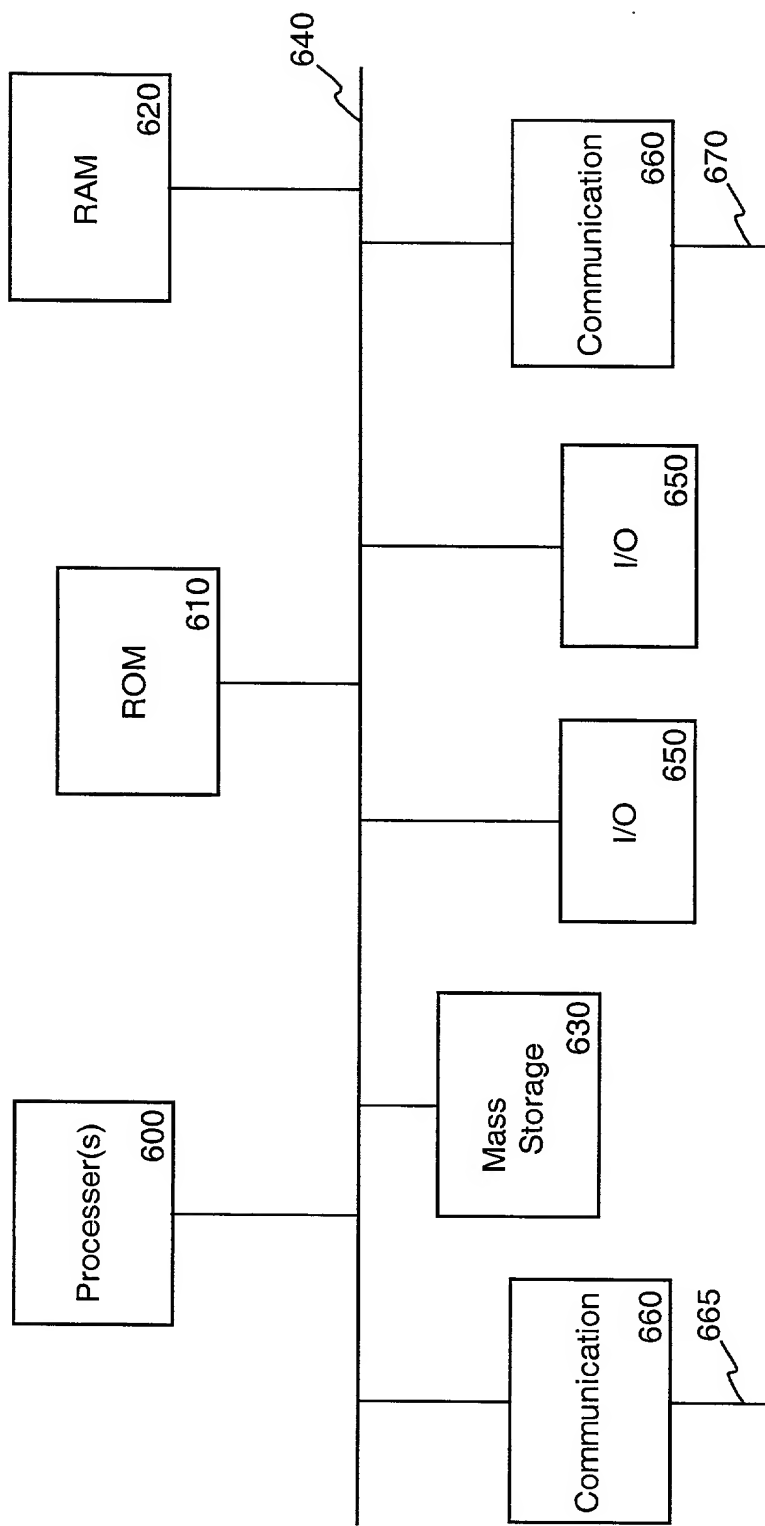 Processer(s)
600
ROM
610
RAM
620
640
Communication
660
665
Mass
Storage
630
I/O
650
I/O
650
Communication
660
670